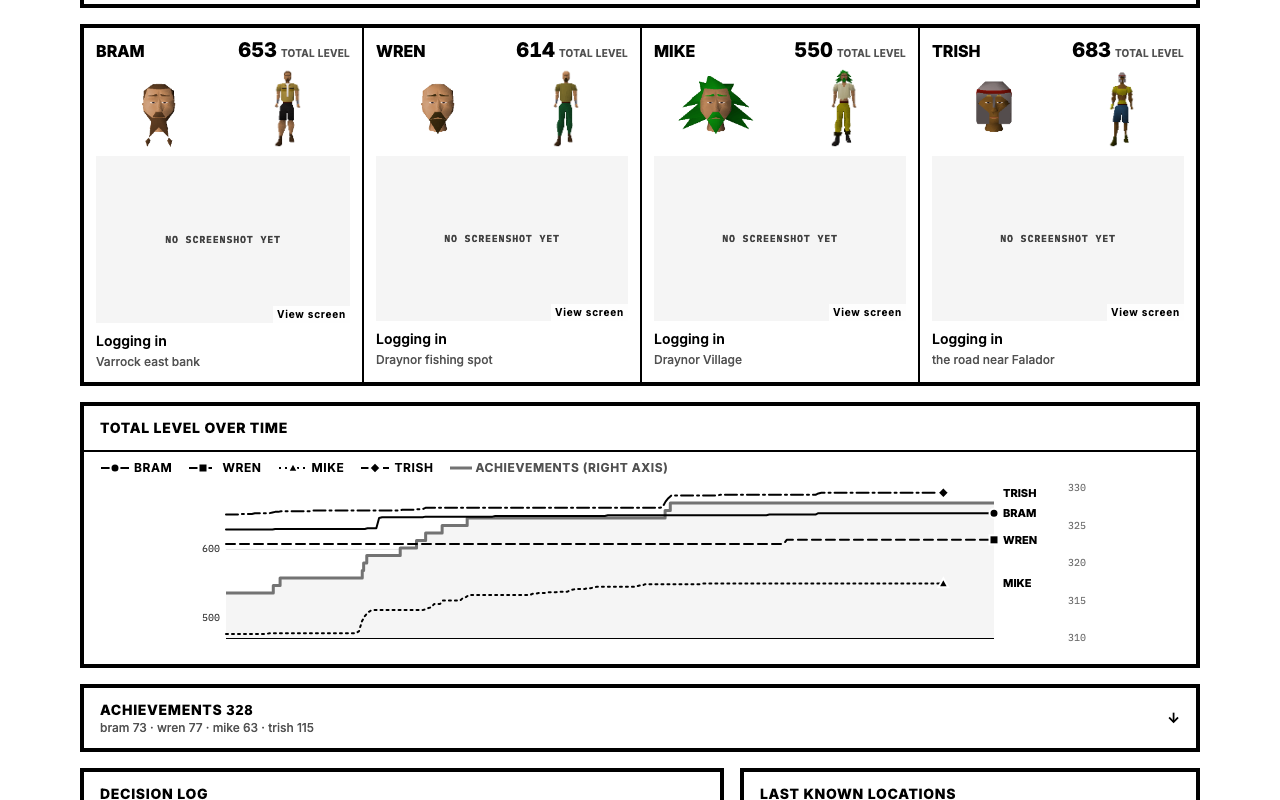 BRAM 653 TOTAL LEVEL
NO SCREENSHOT YET
View screen
Logging in
Varrock east bank
WREN 614 TOTAL LEVEL
NO SCREENSHOT YET
View screen
Logging in
Draynor fishing spot
MIKE 550 TOTAL LEVEL
NO SCREENSHOT YET
View screen
Logging in
Draynor Village
TRISH 683 TOTAL LEVEL
NO SCREENSHOT YET
View screen
Logging in
the road near Falador
TOTAL LEVEL OVER TIME
BRAM WREN MIKE TRISH ACHIEVEMENTS (RIGHT AXIS)
600
500
TRISH
BRAM
WREN
MIKE
330
325
320
315
310
ACHIEVEMENTS 328
bram 73 · wren 77 · mike 63 · trish 115
DECISION LOG
LAST KNOWN LOCATIONS